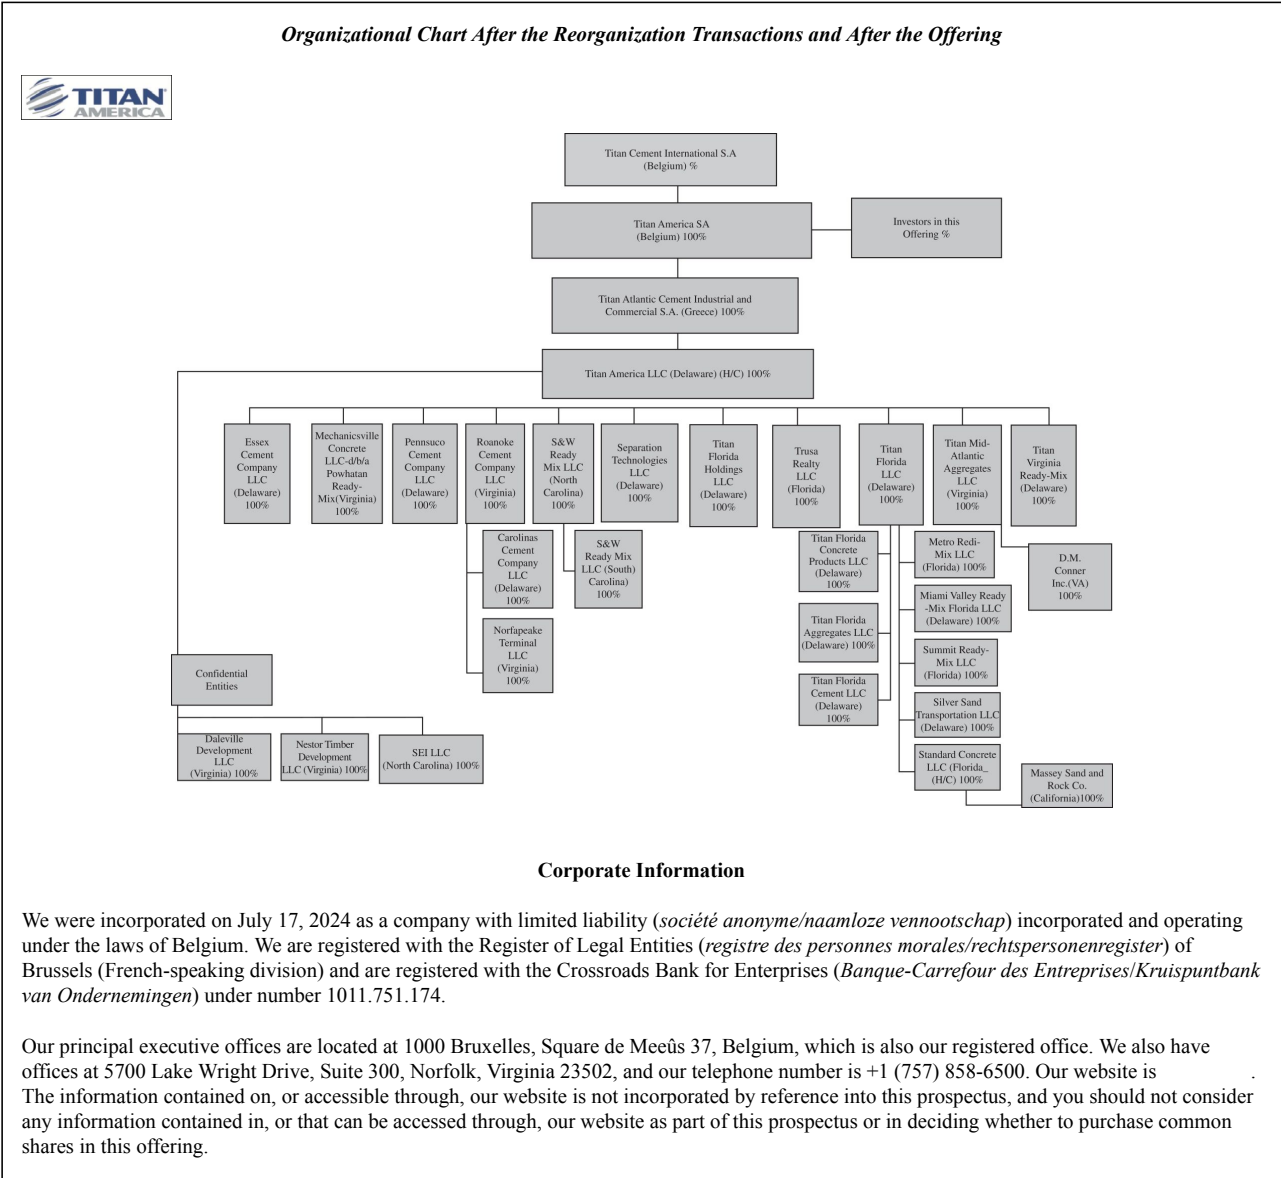 Organizational Chart After the Reorganization Transactions and After the Offering
TITAN
AMERICA
Titan Cement International S.A
(Belgium) %
Titan America SA
(Belgium) 100%
Investors in this
Offering %
Titan Atlantic Cement Industrial and
Commercial S.A. (Greece) 100%
Titan America LLC (Delaware) (H/C) 100%
Essex
Cement
Company
LLC
(Delaware)
100%
Mechanicsville
Concrete
LLC-d/b/a
Powhatan
Ready-
Mix(Virginia)
100%
Pennsuco
Cement
Company
LLC
(Delaware)
100%
Roanoke
Cement
Company
LLC
(Virginia)
100%
S&W
Ready
Mix LLC
(North
Carolina)
100%
Separation
Technologies
LLC
(Delaware)
100%
Titan
Florida
Holdings
LLC
(Delaware)
100%
Trusa
Realty
LLC
(Florida)
100%
Titan
Florida
LLC
(Delaware)
100%
Titan Mid-
Atlantic
Aggregates
LLC
(Virginia)
100%
Titan
Virginia
Ready-Mix
(Delaware)
100%
Carolinas
Cement
Company
LLC
(Delaware)
100%
S&W
Ready Mix
LLC (South)
Carolina)
100%
Titan Florida
Concrete
Products LLC
(Delaware)
100%
Metro Redi-
Mix LLC
(Florida) 100%
D.M.
Conner
Inc.(VA)
100%
Miami Valley Ready
-Mix Florida LLC
(Delaware) 100%
Norfapeake
Terminal
LLC
(Virginia)
100%
Titan Florida
Aggregates LLC
(Delaware) 100%
Summit Ready-
Mix LLC
(Florida) 100%
Confidential
Entities
Titan Florida
Cement LLC
(Delaware)
100%
Silver Sand
Transportation LLC
(Delaware) 100%
Daleville
Development
LLC
(Virginia) 100%
Nestor Timber
Development
LLC (Virginia) 100%
SEI LLC
(North Carolina) 100%
Standard Concrete
LLC (Florida_
(H/C) 100%
Massey Sand and
Rock Co.
(California)100%
Corporate Information
We were incorporated on July 17, 2024 as a company with limited liability (société anonyme/naamloze vennootschap) incorporated and operating
under the laws of Belgium. We are registered with the Register of Legal Entities (registre des personnes morales/rechtspersonenregister) of
Brussels (French-speaking division) and are registered with the Crossroads Bank for Enterprises (Banque-Carrefour des Entreprises/Kruispuntbank
van Ondernemingen) under number 1011.751.174.
Our principal executive offices are located at 1000 Bruxelles, Square de Meeûs 37, Belgium, which is also our registered office. We also have
offices at 5700 Lake Wright Drive, Suite 300, Norfolk, Virginia 23502, and our telephone number is +1 (757) 858-6500. Our website is .
The information contained on, or accessible through, our website is not incorporated by reference into this prospectus, and you should not consider
any information contained in, or that can be accessed through, our website as part of this prospectus or in deciding whether to purchase common
shares in this offering.